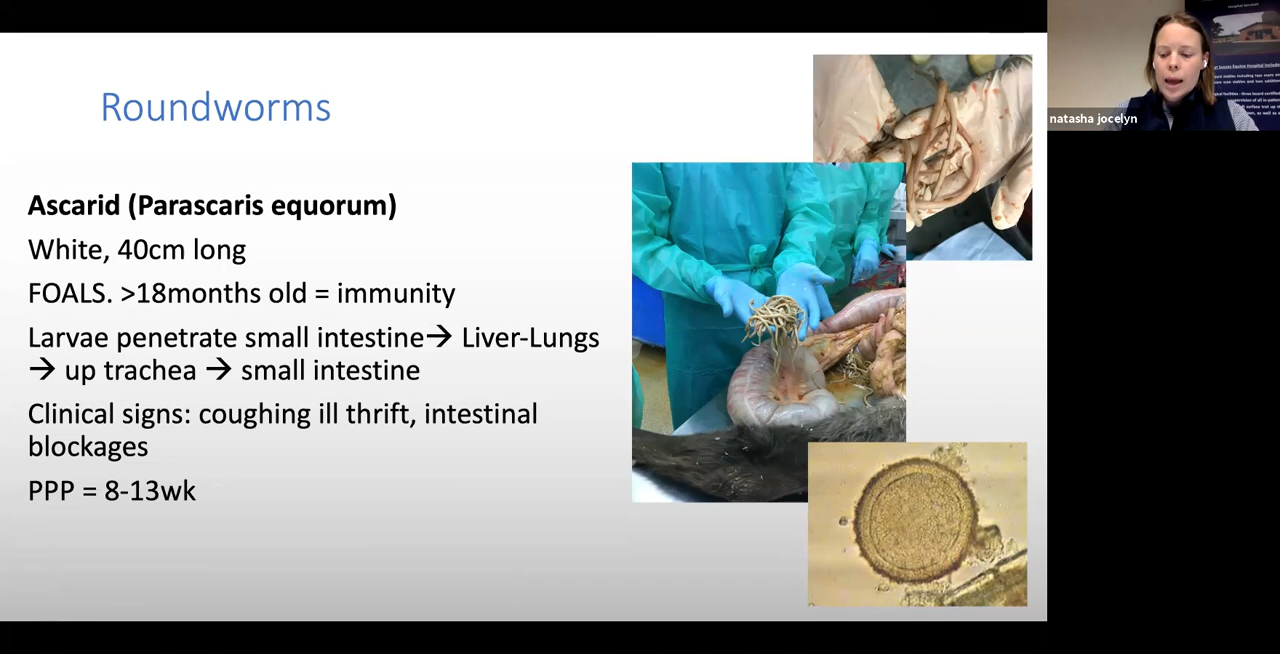 Roundworms
Ascarid (Parascaris equorum)
White, 40cm long
FOALS. >18months old = immunity
Larvae penetrate small intestine→ Liver-Lungs
→ up trachea → small intestine
Clinical signs: coughing ill thrift, intestinal
blockages
PPP = 8-13wk
natasha jocelyn